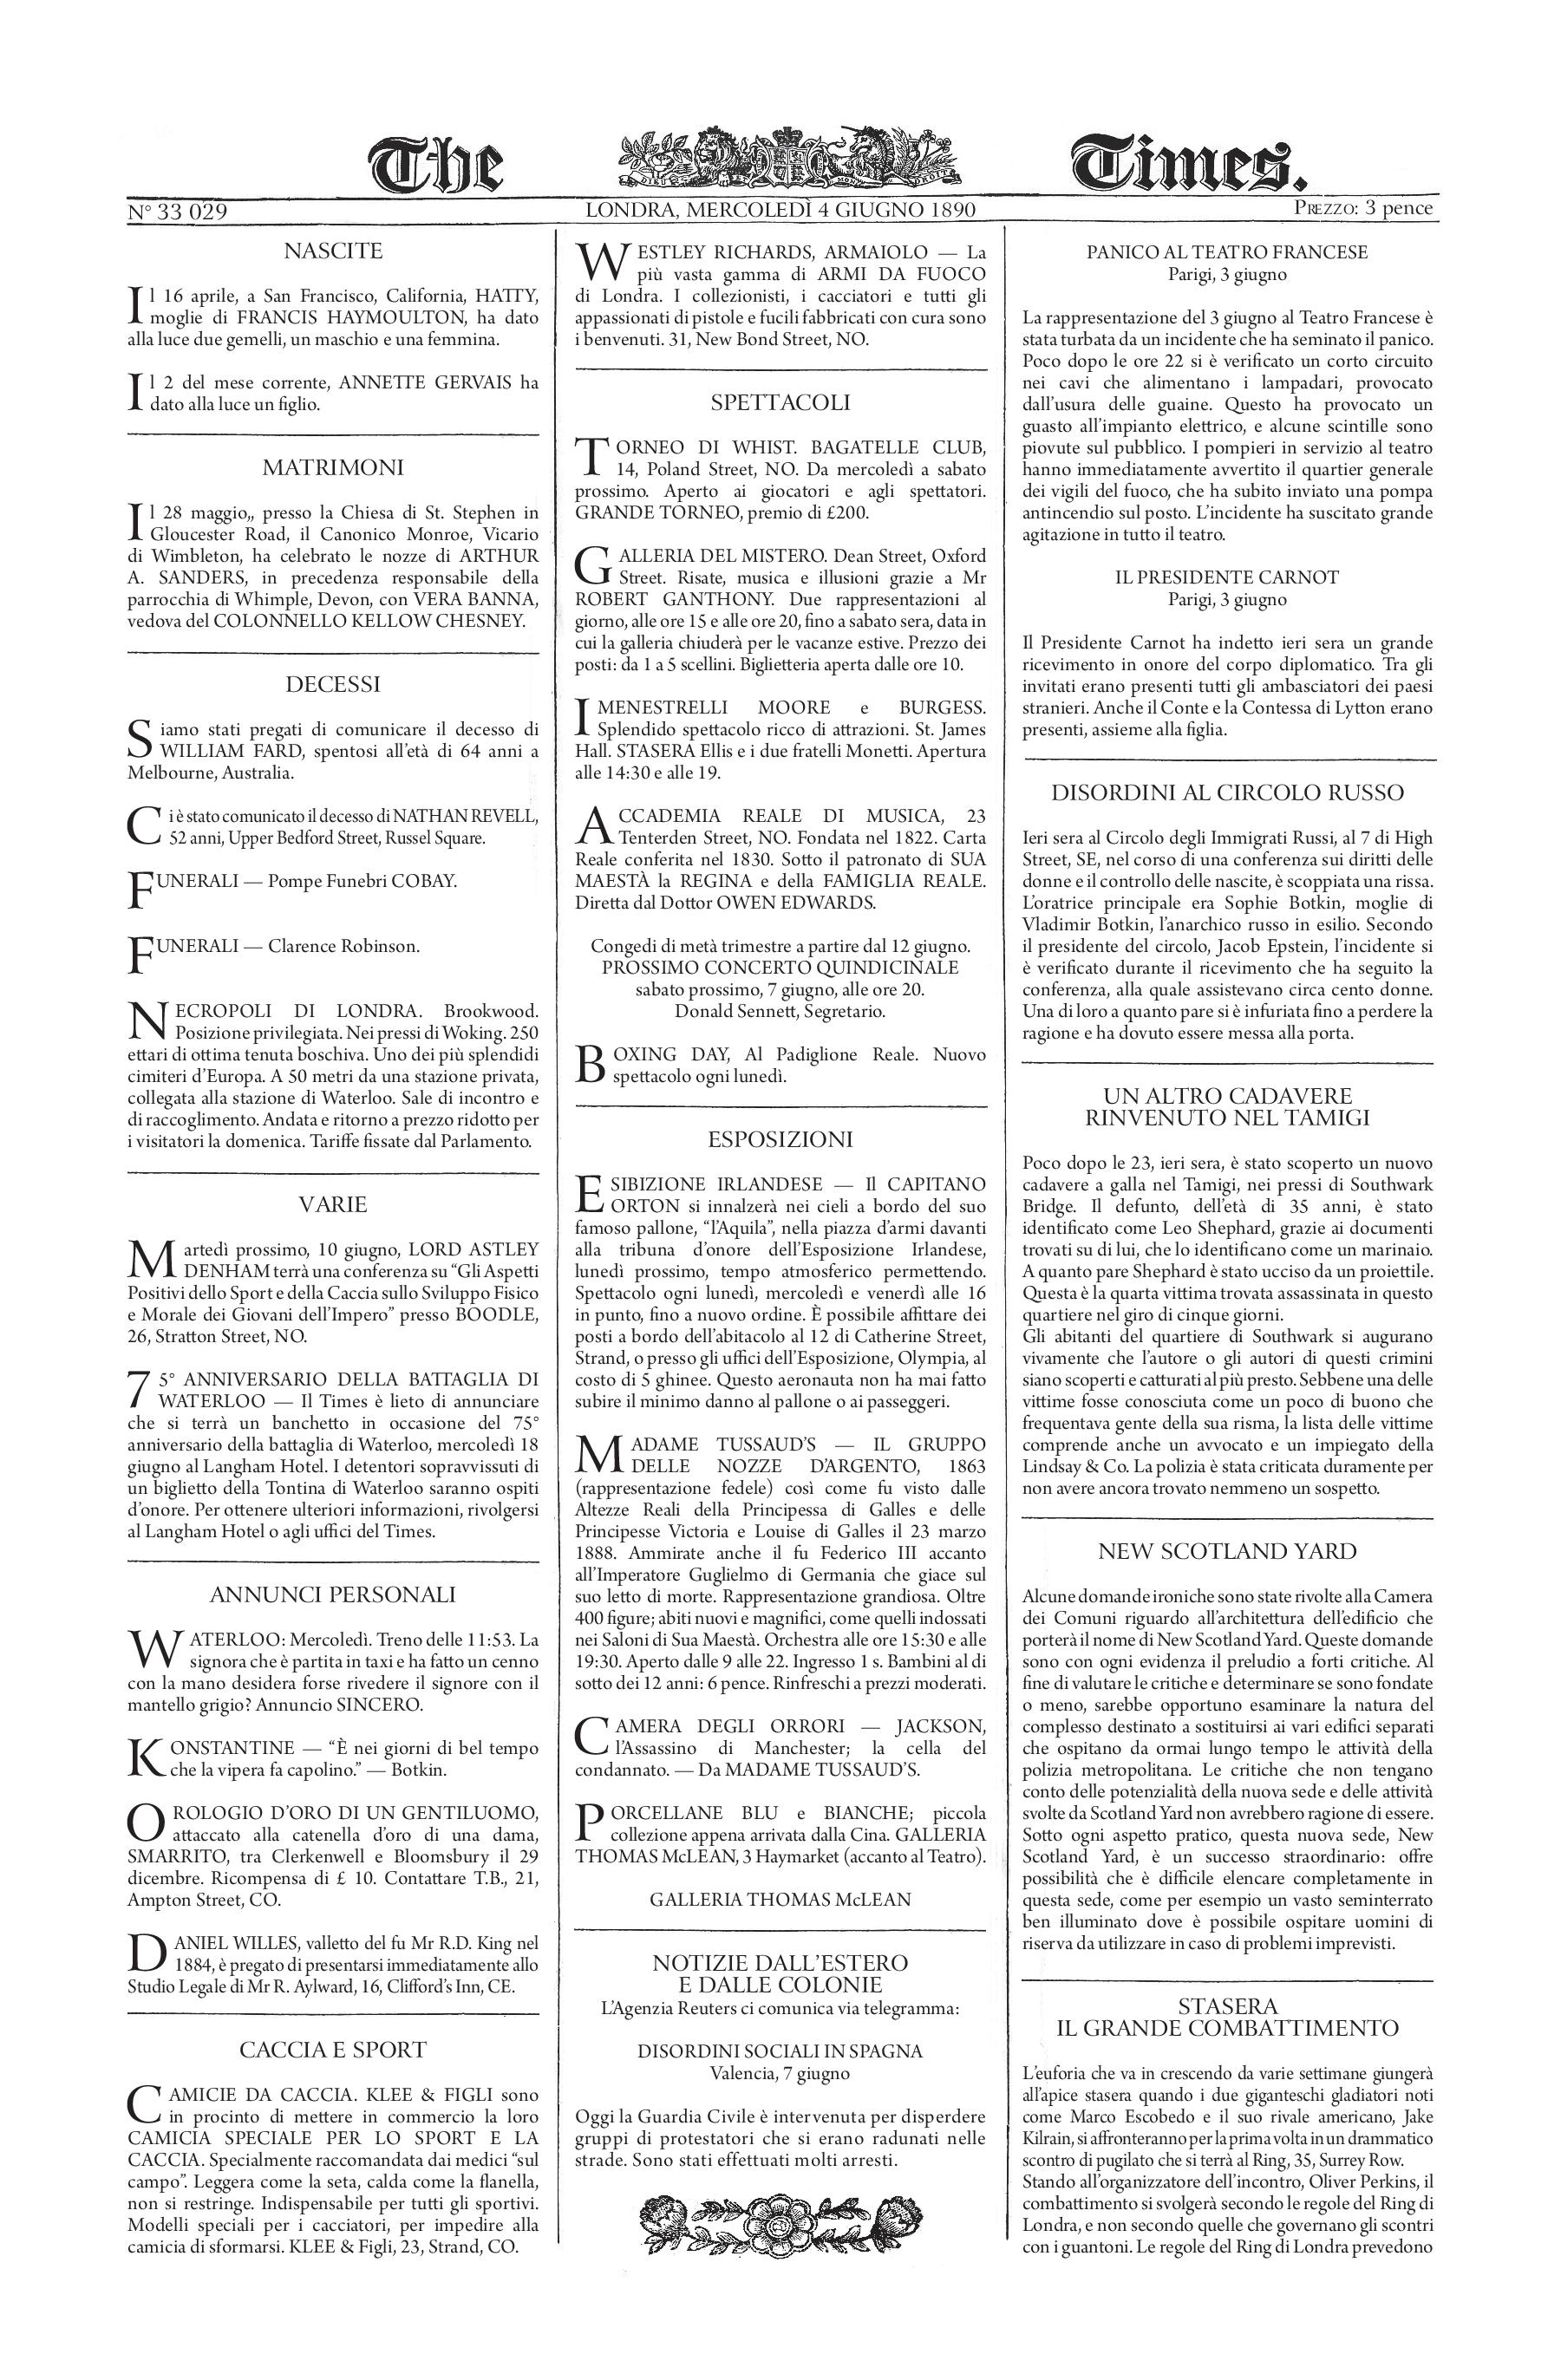 The Times.
N° 33 029
LONDRA, MERCOLEDÌ 4 GIUGNO 1890
PREZZO: 3 pence
NASCITE
Il 16 aprile, a San Francisco, California, HATTY,
moglie di FRANCIS HAYMOULTON, ha dato
alla luce due gemelli, un maschio e una femmina.
Il 2 del mese corrente, ANNETTE GERVAIS ha
dato alla luce un figlio.
MATRIMONI
Il 28 maggio,, presso la Chiesa di St. Stephen in
Gloucester Road, il Canonico Monroe, Vicario
di Wimbleton, ha celebrato le nozze di ARTHUR
A. SANDERS, in precedenza responsabile della
parrocchia di Whimple, Devon, con VERA BANNA,
vedova del COLONNELLO KELLOW CHESNEY.
DECESSI
Siamo stati pregati di comunicare il decesso di
WILLIAM FARD, spentosi all'età di 64 anni a
Melbourne, Australia.
Ci è stato comunicato il decesso di NATHAN REVELL,
52 anni, Upper Bedford Street, Russel Square.
FUNERALI — Pompe Funebri COBAY.
FUNERALI — Clarence Robinson.
NECROPOLI DI LONDRA. Brookwood.
Posizione privilegiata. Nei pressi di Woking. 250
ettari di ottima tenuta boschiva. Uno dei più splendidi
cimiteri d'Europa. A 50 metri da una stazione privata,
collegata alla stazione di Waterloo. Sale di incontro e
di raccoglimento. Andata e ritorno a prezzo ridotto per
i visitatori la domenica. Tariffe fissate dal Parlamento.
VARIE
Martedì prossimo, 10 giugno, LORD ASTLEY
DENHAM terrà una conferenza su "Gli Aspetti
Positivi dello Sport e della Caccia sullo Sviluppo Fisico
e Morale dei Giovani dell'Impero" presso BOODLE,
26, Stratton Street, NO.
75° ANNIVERSARIO DELLA BATTAGLIA DI
WATERLOO — Il Times è lieto di annunciare
che si terrà un banchetto in occasione del 75°
anniversario della battaglia di Waterloo, mercoledì 18
giugno al Langham Hotel. I detentori sopravvissuti di
un biglietto della Tontina di Waterloo saranno ospiti
d'onore. Per ottenere ulteriori informazioni, rivolgersi
al Langham Hotel o agli uffici del Times.
ANNUNCI PERSONALI
WATERLOO: Mercoledì. Treno delle 11:53. La
signora che è partita in taxi e ha fatto un cenno
con la mano desidera forse rivedere il signore con il
mantello grigio? Annuncio SINCERO.
KONSTANTINE — "È nei giorni di bel tempo
che la vipera fa capolino." — Botkin.
OROLOGIO D'ORO DI UN GENTILUOMO,
attaccato alla catenella d'oro di una dama,
SMARRITO, tra Clerkenwell e Bloomsbury il 29
dicembre. Ricompensa di £ 10. Contattare T.B., 21,
Ampton Street, CO.
DANIEL WILLES, valletto del fu Mr R.D. King nel
1884, è pregato di presentarsi immediatamente allo
Studio Legale di Mr R. Aylward, 16, Clifford's Inn, CE.
CACCIA E SPORT
CAMICIE DA CACCIA. KLEE & FIGLI sono
in procinto di mettere in commercio la loro
CAMICIA SPECIALE PER LO SPORT E LA
CACCIA. Specialmente raccomandata dai medici "sul
campo". Leggera come la seta, calda come la flanella,
non si restringe. Indispensabile per tutti gli sportivi.
Modelli speciali per i cacciatori, per impedire alla
camicia di sformarsi. KLEE & Figli, 23, Strand, CO.
WESTLEY RICHARDS, ARMAIOLO — La
più vasta gamma di ARMI DA FUOCO
di Londra. I collezionisti, i cacciatori e tutti gli
appassionati di pistole e fucili fabbricati con cura sono
i benvenuti. 31, New Bond Street, NO.
SPETTACOLI
TORNEO DI WHIST. BAGATELLE CLUB,
14, Poland Street, NO. Da mercoledì a sabato
prossimo. Aperto ai giocatori e agli spettatori.
GRANDE TORNEO, premio di £200.
GALLERIA DEL MISTERO. Dean Street, Oxford
Street. Risate, musica e illusioni grazie a Mr
ROBERT GANTHONY. Due rappresentazioni al
giorno, alle ore 15 e alle ore 20, fino a sabato sera, data in
cui la galleria chiuderà per le vacanze estive. Prezzo dei
posti: da 1 a 5 scellini. Biglietteria aperta dalle ore 10.
I MENESTRELLI MOORE e BURGESS.
Splendido spettacolo ricco di attrazioni. St. James
Hall. STASERA Ellis e i due fratelli Monetti. Apertura
alle 14:30 e alle 19.
ACCADEMIA REALE DI MUSICA, 23
Tenterden Street, NO. Fondata nel 1822. Carta
Reale conferita nel 1830. Sotto il patronato di SUA
MAESTÀ la REGINA e della FAMIGLIA REALE.
Diretta dal Dottor OWEN EDWARDS.
Congedi di metà trimestre a partire dal 12 giugno.
PROSSIMO CONCERTO QUINDICINALE
sabato prossimo, 7 giugno, alle ore 20.
Donald Sennett, Segretario.
BOXING DAY, Al Padiglione Reale. Nuovo
spettacolo ogni lunedì.
ESPOSIZIONI
ESIBIZIONE IRLANDESE — Il CAPITANO
ORTON si innalzerà nei cieli a bordo del suo
famoso pallone, "l'Aquila", nella piazza d'armi davanti
alla tribuna d'onore dell'Esposizione Irlandese,
lunedì prossimo, tempo atmosferico permettendo.
Spettacolo ogni lunedì, mercoledì e venerdì alle 16
in punto, fino a nuovo ordine. È possibile affittare dei
posti a bordo dell'abitacolo al 12 di Catherine Street,
Strand, o presso gli uffici dell'Esposizione, Olympia, al
costo di 5 ghinee. Questo aeronauta non ha mai fatto
subire il minimo danno al pallone o ai passeggeri.
MADAME TUSSAUD'S — IL GRUPPO
DELLE NOZZE D'ARGENTO, 1863
(rappresentazione fedele) così come fu visto dalle
Altezze Reali della Principessa di Galles e delle
Principesse Victoria e Louise di Galles il 23 marzo
1888. Ammirate anche il fu Federico III accanto
all'Imperatore Guglielmo di Germania che giace sul
suo letto di morte. Rappresentazione grandiosa. Oltre
400 figure; abiti nuovi e magnifici, come quelli indossati
nei Saloni di Sua Maestà. Orchestra alle ore 15:30 e alle
19:30. Aperto dalle 9 alle 22. Ingresso 1 s. Bambini al di
sotto dei 12 anni: 6 pence. Rinfreschi a prezzi moderati.
CAMERA DEGLI ORRORI — JACKSON,
l'Assassino di Manchester; la cella del
condannato. — Da MADAME TUSSAUD'S.
PORCELLANE BLU e BIANCHE; piccola
collezione appena arrivata dalla Cina. GALLERIA
THOMAS McLEAN, 3 Haymarket (accanto al Teatro).
GALLERIA THOMAS McLEAN
NOTIZIE DALL'ESTERO
E DALLE COLONIE
L'Agenzia Reuters ci comunica via telegramma:
DISORDINI SOCIALI IN SPAGNA
Valencia, 7 giugno
Oggi la Guardia Civile è intervenuta per disperdere
gruppi di protestatori che si erano radunati nelle
strade. Sono stati effettuati molti arresti.
PANICO AL TEATRO FRANCESE
Parigi, 3 giugno
La rappresentazione del 3 giugno al Teatro Francese è
stata turbata da un incidente che ha seminato il panico.
Poco dopo le ore 22 si è verificato un corto circuito
nei cavi che alimentano i lampadari, provocato
dall'usura delle guaine. Questo ha provocato un
guasto all'impianto elettrico, e alcune scintille sono
piovute sul pubblico. I pompieri in servizio al teatro
hanno immediatamente avvertito il quartier generale
dei vigili del fuoco, che ha subito inviato una pompa
antincendio sul posto. L'incidente ha suscitato grande
agitazione in tutto il teatro.
IL PRESIDENTE CARNOT
Parigi, 3 giugno
Il Presidente Carnot ha indetto ieri sera un grande
ricevimento in onore del corpo diplomatico. Tra gli
invitati erano presenti tutti gli ambasciatori dei paesi
stranieri. Anche il Conte e la Contessa di Lytton erano
presenti, assieme alla figlia.
DISORDINI AL CIRCOLO RUSSO
Ieri sera al Circolo degli Immigrati Russi, al 7 di High
Street, SE, nel corso di una conferenza sui diritti delle
donne e il controllo delle nascite, è scoppiata una rissa.
L'oratrice principale era Sophie Botkin, moglie di
Vladimir Botkin, l'anarchico russo in esilio. Secondo
il presidente del circolo, Jacob Epstein, l'incidente si
è verificato durante il ricevimento che ha seguito la
conferenza, alla quale assistevano circa cento donne.
Una di loro a quanto pare si è infuriata fino a perdere la
ragione e ha dovuto essere messa alla porta.
UN ALTRO CADAVERE
RINVENUTO NEL TAMIGI
Poco dopo le 23, ieri sera, è stato scoperto un nuovo
cadavere a galla nel Tamigi, nei pressi di Southwark
Bridge. Il defunto, dell'età di 35 anni, è stato
identificato come Leo Shephard, grazie ai documenti
trovati su di lui, che lo identificano come un marinaio.
A quanto pare Shephard è stato ucciso da un proiettile.
Questa è la quarta vittima trovata assassinata in questo
quartiere nel giro di cinque giorni.
Gli abitanti del quartiere di Southwark si augurano
vivamente che l'autore o gli autori di questi crimini
siano scoperti e catturati al più presto. Sebbene una delle
vittime fosse conosciuta come un poco di buono che
frequentava gente della sua risma, la lista delle vittime
comprende anche un avvocato e un impiegato della
Lindsay & Co. La polizia è stata criticata duramente per
non avere ancora trovato nemmeno un sospetto.
NEW SCOTLAND YARD
Alcune domande ironiche sono state rivolte alla Camera
dei Comuni riguardo all'architettura dell'edificio che
porterà il nome di New Scotland Yard. Queste domande
sono con ogni evidenza il preludio a forti critiche. Al
fine di valutare le critiche e determinare se sono fondate
o meno, sarebbe opportuno esaminare la natura del
complesso destinato a sostituirsi ai vari edifici separati
che ospitano da ormai lungo tempo le attività della
polizia metropolitana. Le critiche che non tengano
conto delle potenzialità della nuova sede e delle attività
svolte da Scotland Yard non avrebbero ragione di essere.
Sotto ogni aspetto pratico, questa nuova sede, New
Scotland Yard, è un successo straordinario: offre
possibilità che è difficile elencare completamente in
questa sede, come per esempio un vasto seminterrato
ben illuminato dove è possibile ospitare uomini di
riserva da utilizzare in caso di problemi imprevisti.
STASERA
IL GRANDE COMBATTIMENTO
L'euforia che va in crescendo da varie settimane giungerà
all'apice stasera quando i due giganteschi gladiatori noti
come Marco Escobedo e il suo rivale americano, Jake
Kilrain, si affronteranno per la prima volta in un drammatico
scontro di pugilato che si terrà al Ring, 35, Surrey Row.
Stando all'organizzatore dell'incontro, Oliver Perkins, il
combattimento si svolgerà secondo le regole del Ring di
Londra, e non secondo quelle che governano gli scontri
con i guantoni. Le regole del Ring di Londra prevedono